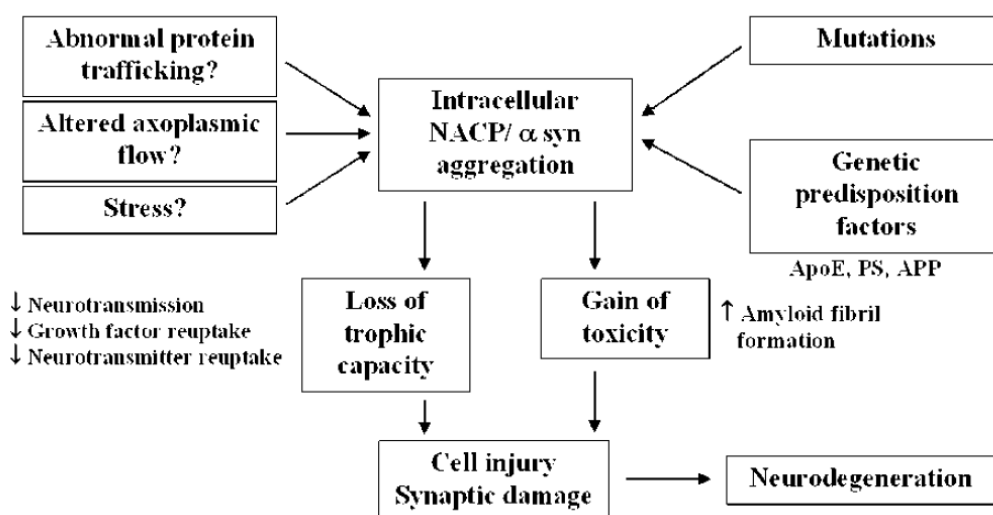 Abnormal protein
trafficking?
Altered axoplasmic
flow?
Stress?
Intracellular
NACP/ α syn
aggregation
Mutations
Genetic
predisposition
factors
ApoE, PS, APP
↓ Neurotransmission
↓ Growth factor reuptake
↓ Neurotransmitter reuptake
Loss of
trophic
capacity
Gain of
toxicity
↑ Amyloid fibril
formation
Cell injury
Synaptic damage
Neurodegeneration